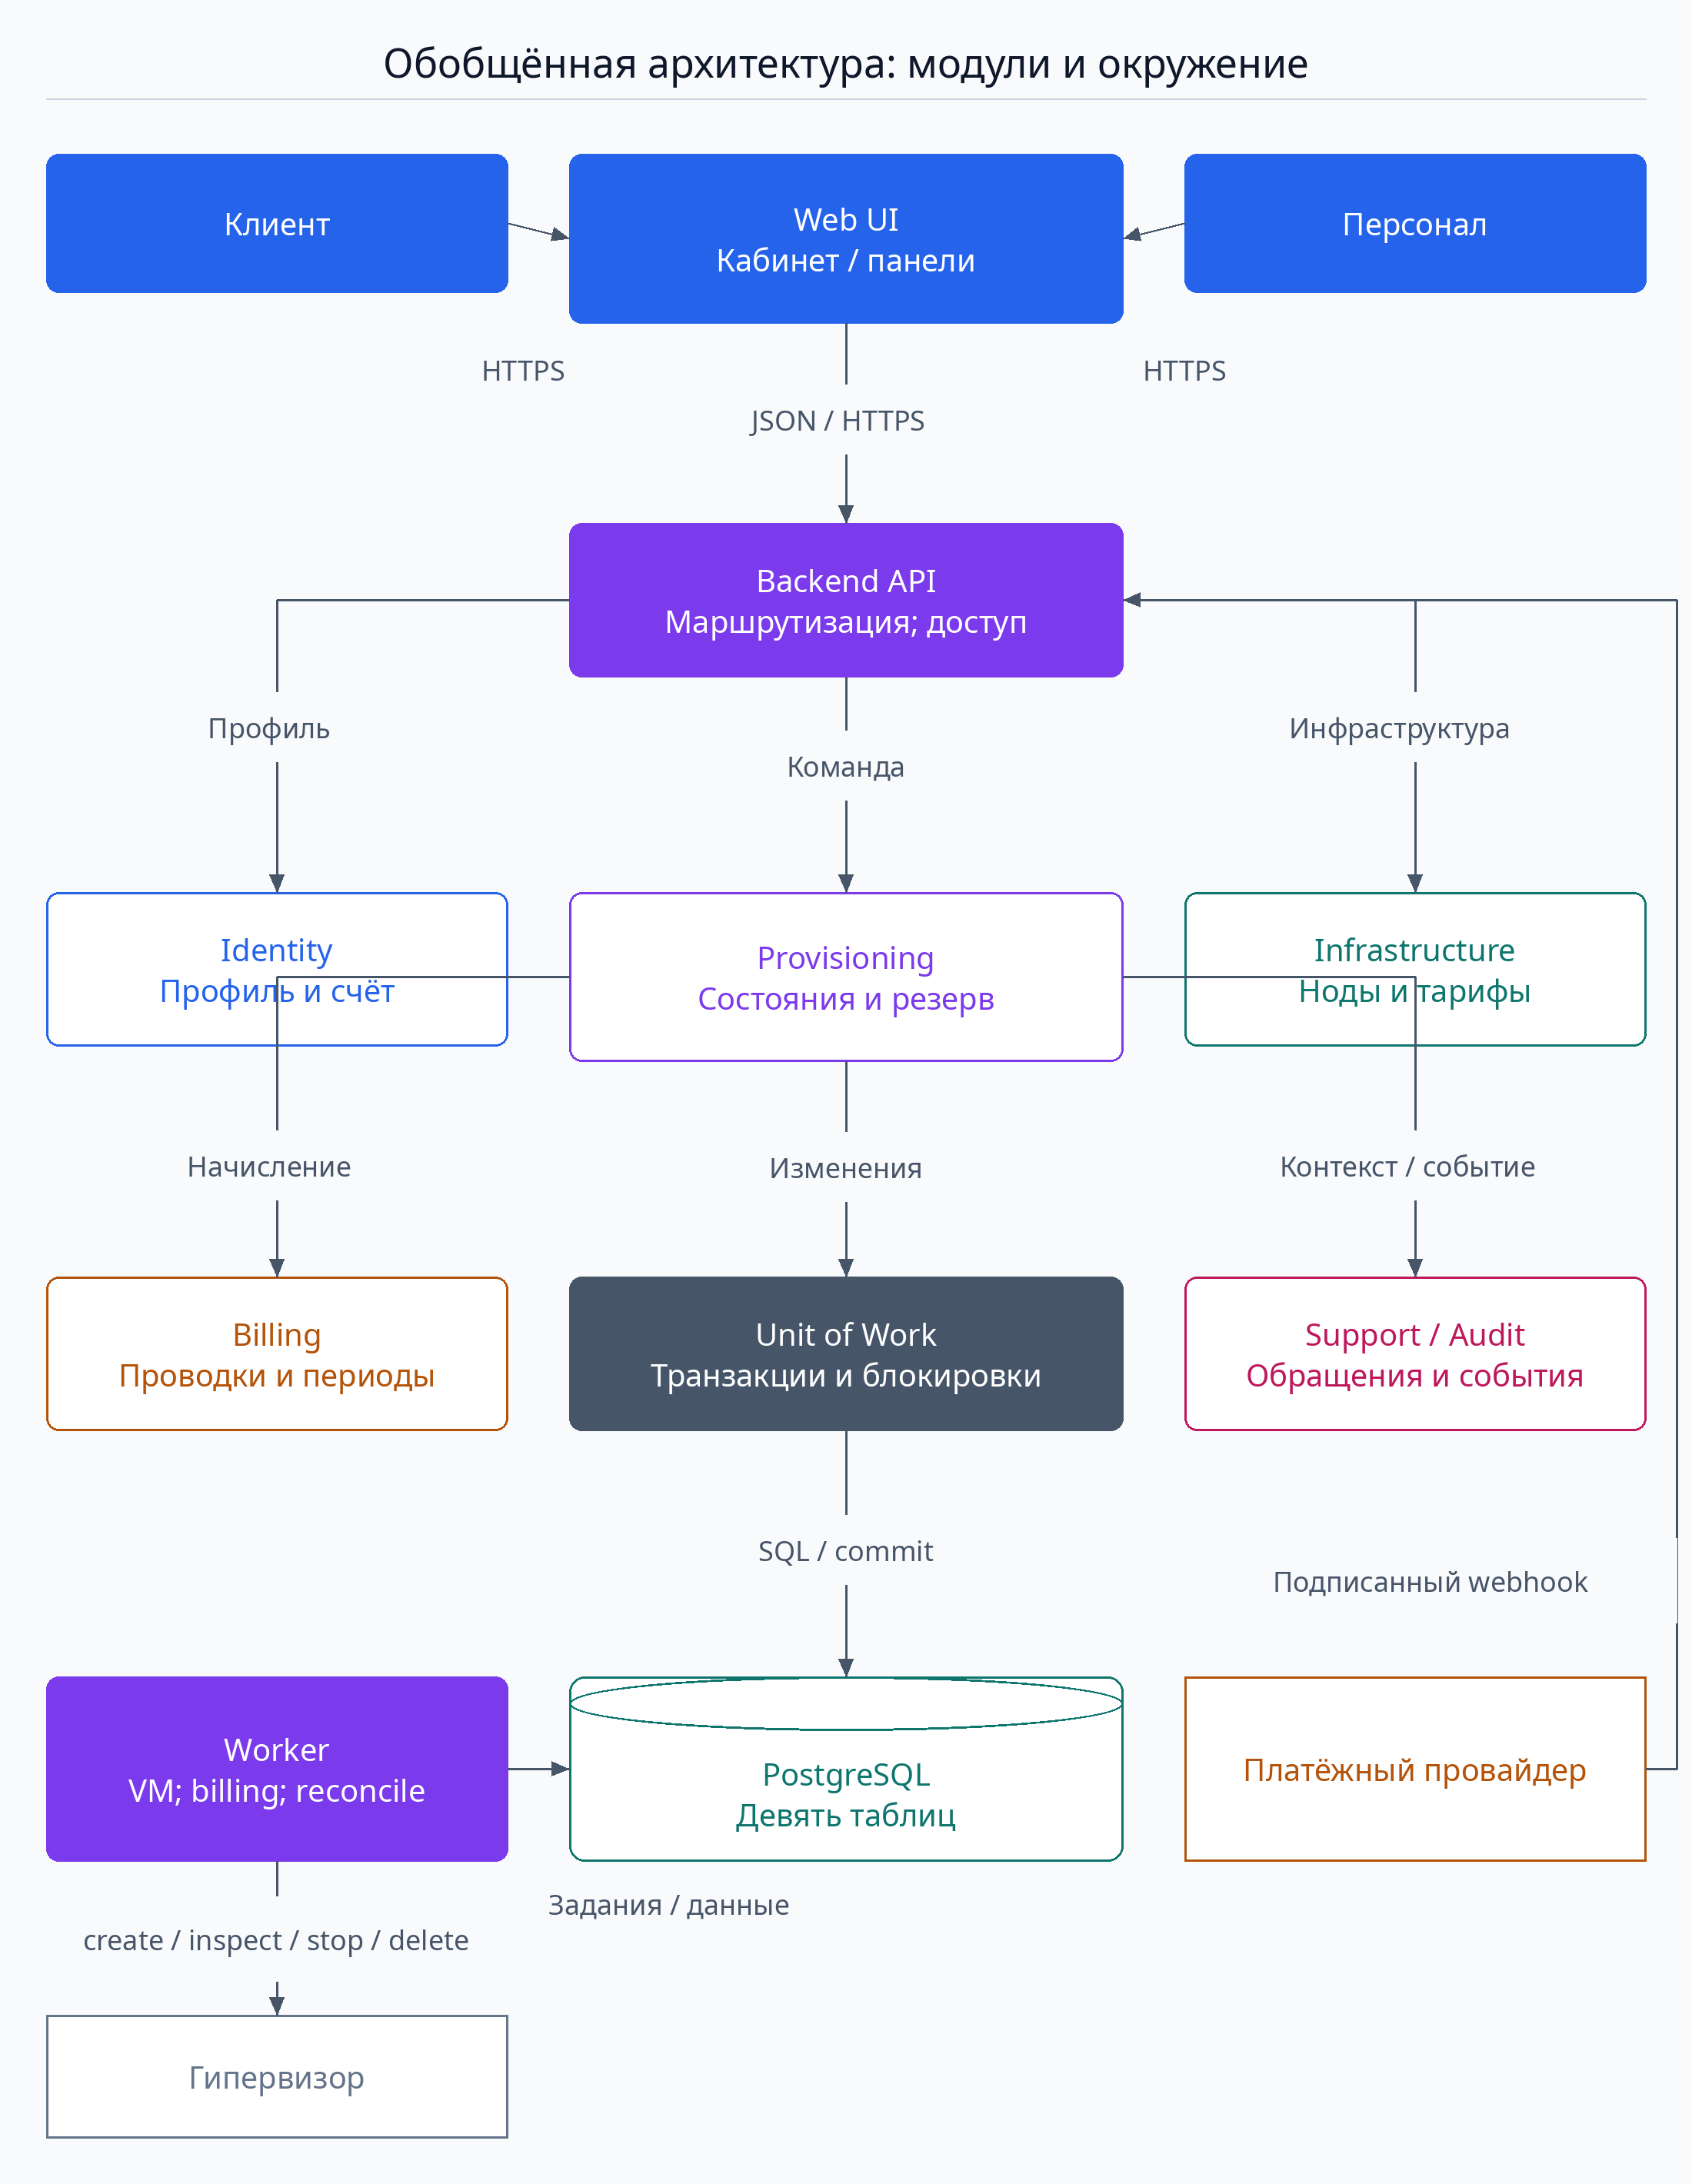 Обобщённая архитектура: модули и окружение
Клиент
Web UI
Кабинет / панели
Персонал
HTTPS
HTTPS
JSON / HTTPS
Backend API
Маршрутизация; доступ
Профиль
Команда
Инфраструктура
Identity
Профиль и счёт
Provisioning
Состояния и резерв
Infrastructure
Ноды и тарифы
Начисление
Изменения
Контекст / событие
Billing
Проводки и периоды
Unit of Work
Транзакции и блокировки
Support / Audit
Обращения и события
SQL / commit
Подписанный webhook
Worker
VM; billing; reconcile
PostgreSQL
Девять таблиц
Платёжный провайдер
Задания / данные
create / inspect / stop / delete
Гипервизор